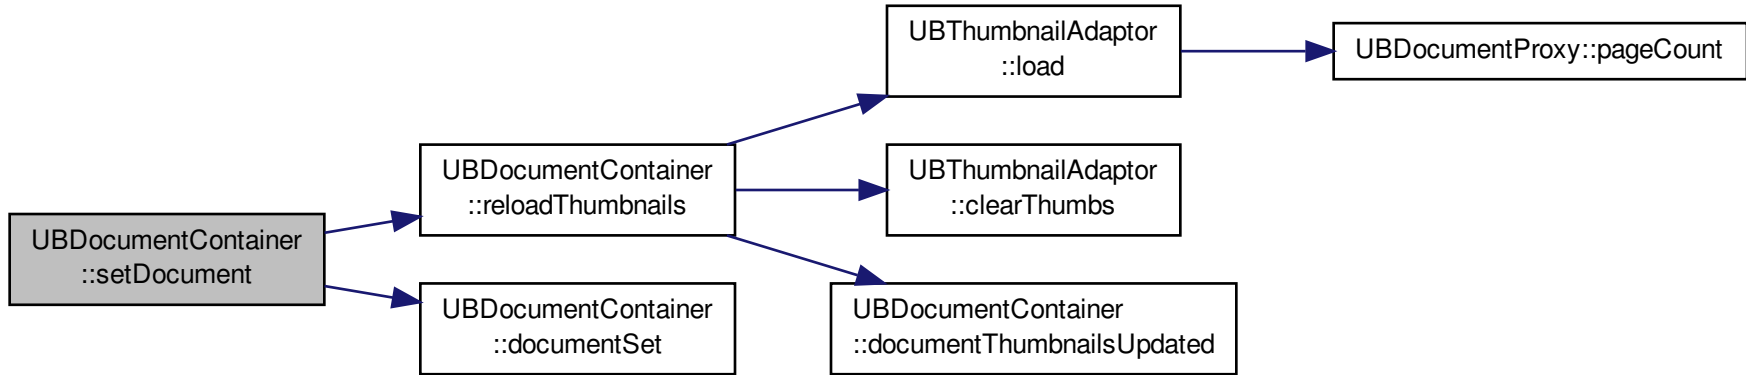 UBDocumentContainer
::setDocument
UBDocumentContainer
::reloadThumbnails
UBDocumentContainer
::documentSet
UBThumbnailAdaptor
::load
UBThumbnailAdaptor
::clearThumbs
UBDocumentContainer
::documentThumbnailsUpdated
UBDocumentProxy::pageCount